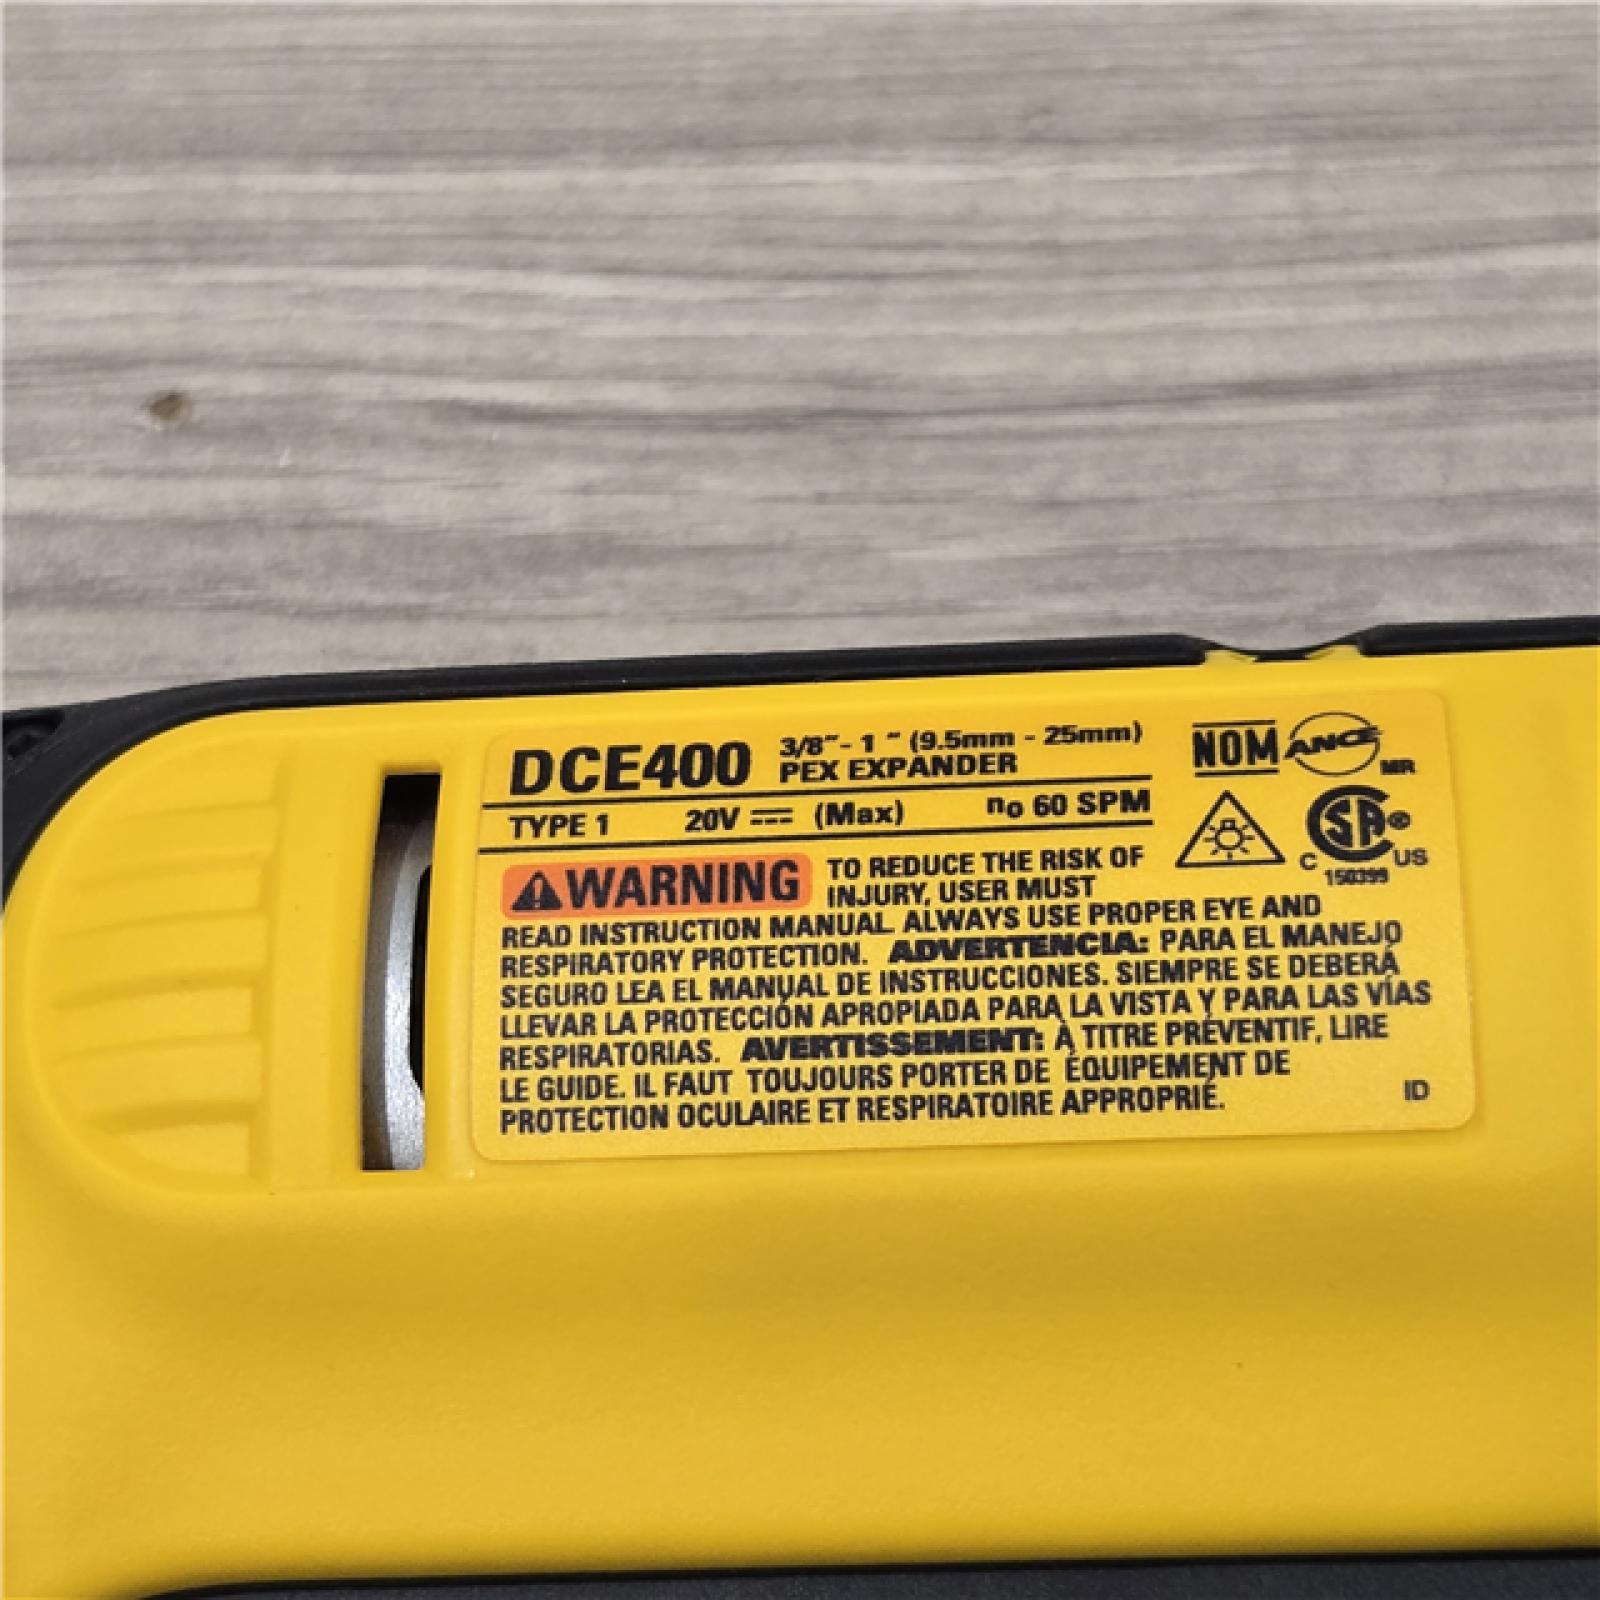 DCE400 3/8"- 1 " (9.5mm - 25mm)
PEX EXPANDER
TYPE 1 20V (Max) no 60 SPM
NOM ANCE MR
SA ® C US
150399
WARNING TO REDUCE THE RISK OF
INJURY, USER MUST
READ INSTRUCTION MANUAL. ALWAYS USE PROPER EYE AND
RESPIRATORY PROTECTION. ADVERTENCIA: PARA EL MANEJO
SEGURO LEA EL MANUAL DE INSTRUCCIONES. SIEMPRE SE DEBERÁ
LLEVAR LA PROTECCIÓN APROPIADA PARA LA VISTA Y PARA LAS VÍAS
RESPIRATORIAS. AVERTISSEMENT: À TITRE PRÉVENTIF, LIRE
LE GUIDE. IL FAUT TOUJOURS PORTER DE ÉQUIPEMENT DE
PROTECTION OCULAIRE ET RESPIRATOIRE APPROPRIÉ.
ID